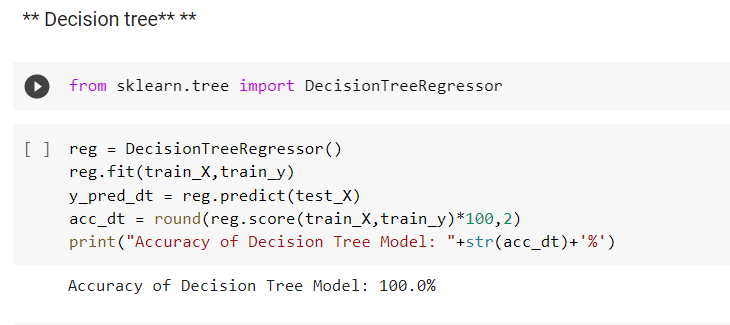 ** Decision tree** **
from sklearn.tree import DecisionTreeRegressor
[ ] reg = DecisionTreeRegressor()
reg.fit(train_X,train_y)
y_pred_dt = reg.predict(test_X)
acc_dt = round(reg.score(train_X,train_y)*100,2)
print("Accuracy of Decision Tree Model: "+str(acc_dt)+'%')
Accuracy of Decision Tree Model: 100.0%